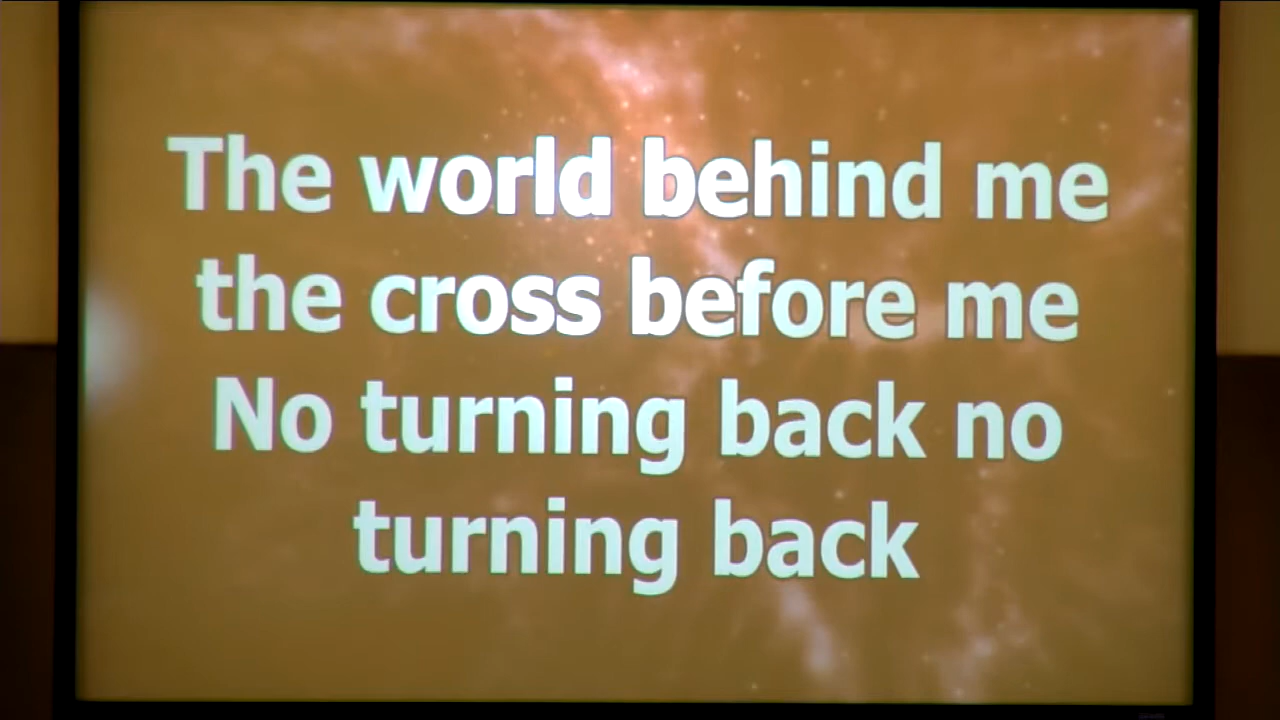 The world behind me
the cross before me
No turning back no
turning back